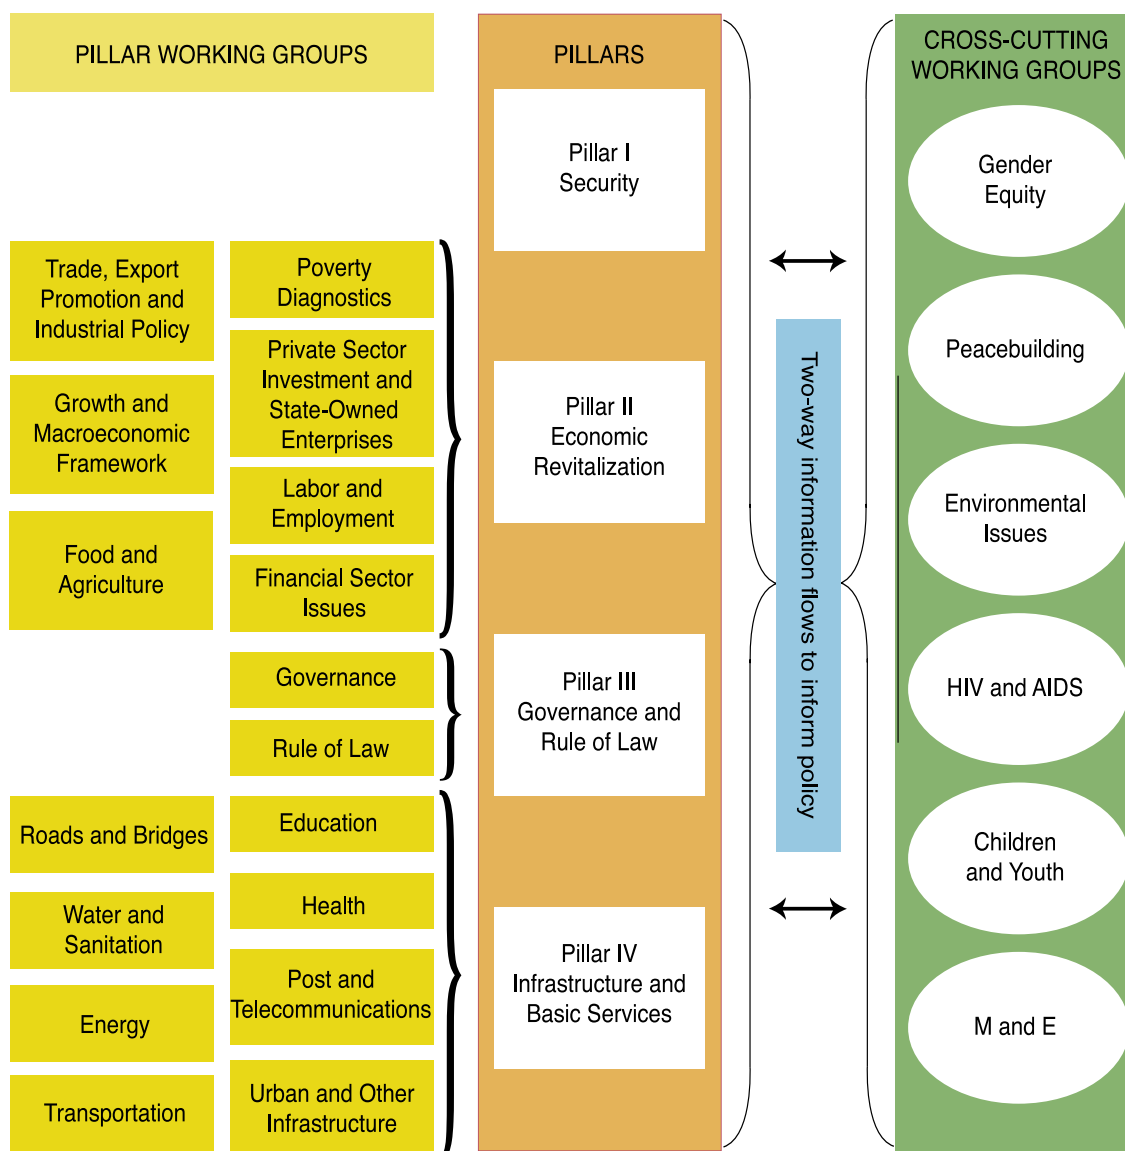 PILLAR WORKING GROUPS
Trade, Export
Promotion and
Industrial Policy
Growth and
Macroeconomic
Framework
Food and
Agriculture
Poverty
Diagnostics
Private Sector
Investment and
State-Owned
Enterprises
Labor and
Employment
Financial Sector
Issues
Governance
Rule of Law
Roads and Bridges
Water and
Sanitation
Energy
Transportation
Education
Health
Post and
Telecommunications
Urban and Other
Infrastructure
PILLARS
Pillar I
Security
Pillar II
Economic
Revitalization
Pillar III
Governance and
Rule of Law
Pillar IV
Infrastructure and
Basic Services
Two-way information flows to inform policy
CROSS-CUTTING
WORKING GROUPS
Gender
Equity
Peacebuilding
Environmental
Issues
HIV and AIDS
Children
and Youth
M and E